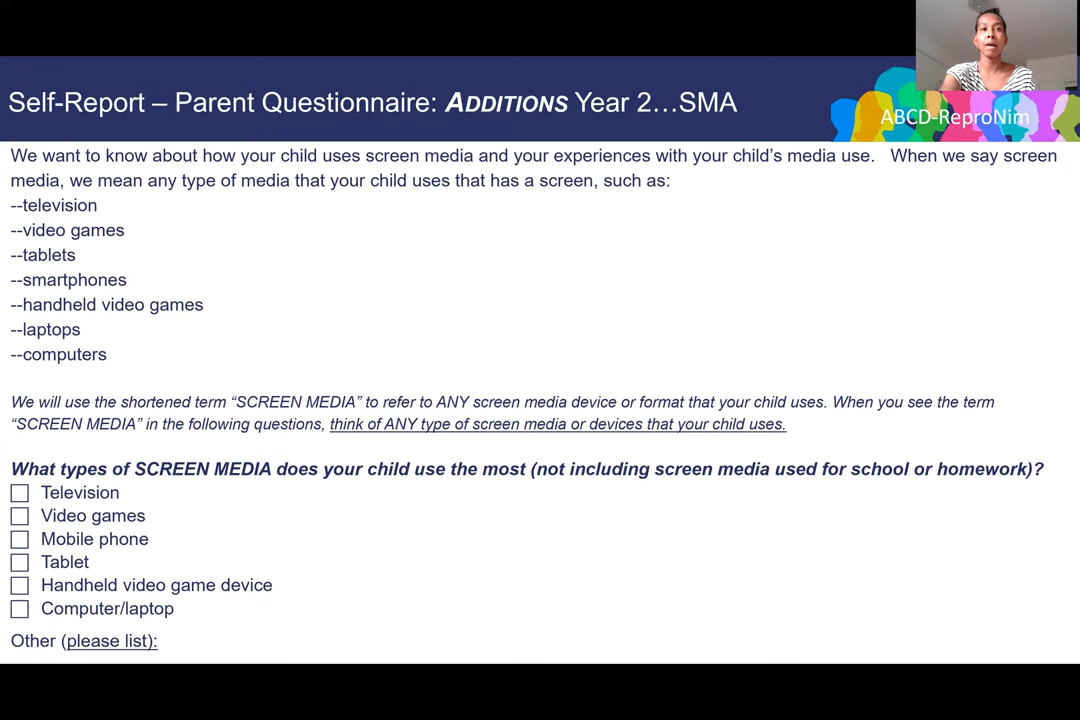 Self-Report – Parent Questionnaire: ADDITIONS Year 2…SMA
ABCD-ReproNim
We want to know about how your child uses screen media and your experiences with your child’s media use. When we say screen
media, we mean any type of media that your child uses that has a screen, such as:
--television
--video games
--tablets
--smartphones
--handheld video games
--laptops
--computers
We will use the shortened term “SCREEN MEDIA” to refer to ANY screen media device or format that your child uses. When you see the term
“SCREEN MEDIA” in the following questions, think of ANY type of screen media or devices that your child uses.
What types of SCREEN MEDIA does your child use the most (not including screen media used for school or homework)?
Television
Video games
Mobile phone
Tablet
Handheld video game device
Computer/laptop
Other (please list):